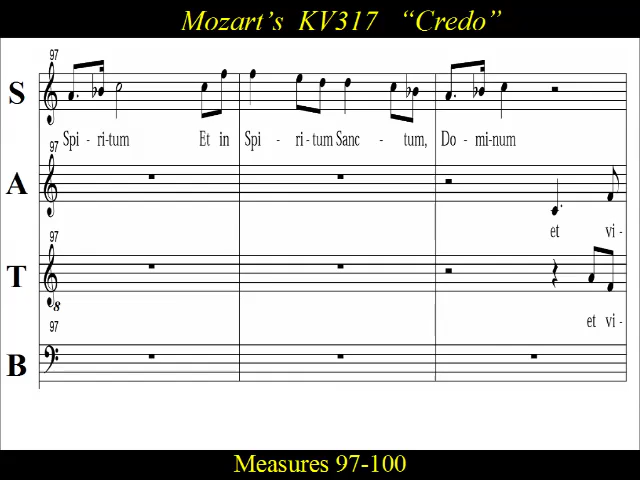 Mozart's KV317 "Credo"
97
S
Spi - ri-tum Et in Spi - ri - tum Sanc - tum, Do - mi-num
97
A
et vi -
97
T
8
et vi -
97
B
Measures 97-100